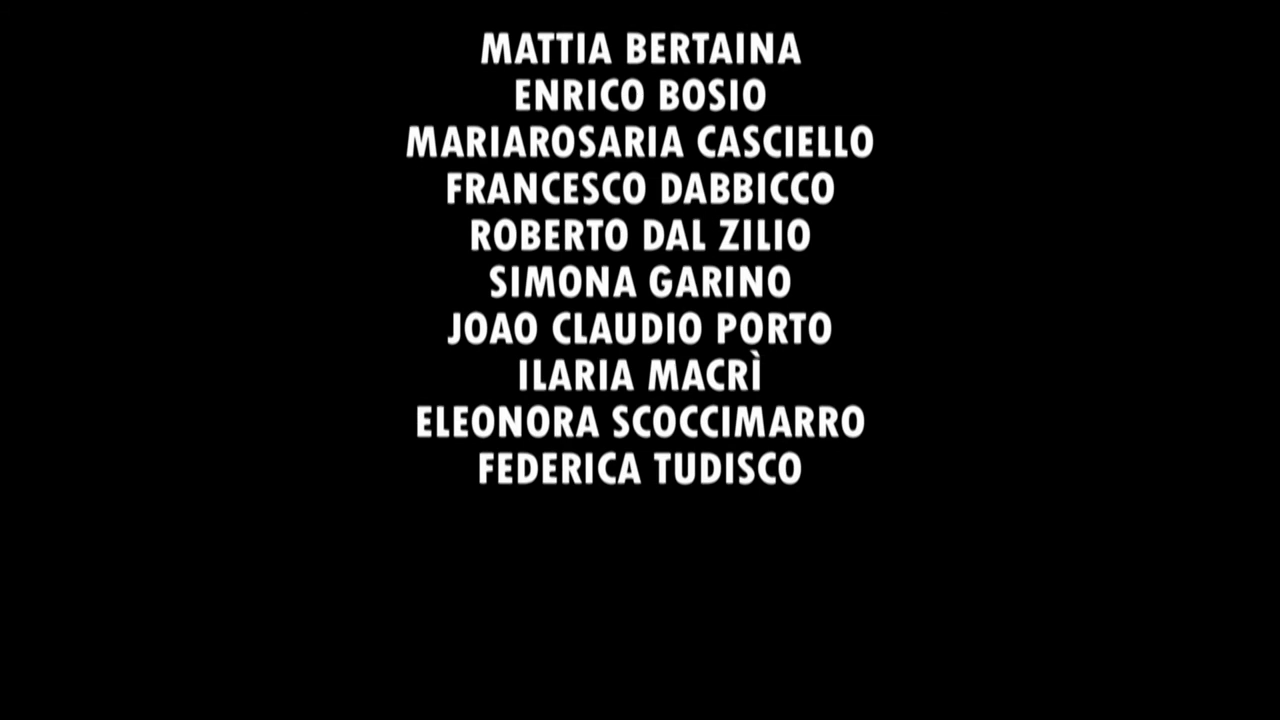 MATTIA BERTAINA
ENRICO BOSIO
MARIAROSARIA CASCIELLO
FRANCESCO DABBICCO
ROBERTO DAL ZILIO
SIMONA GARINO
JOAO CLAUDIO PORTO
ILARIA MACRÌ
ELEONORA SCOCCIMARRO
FEDERICA TUDISCO